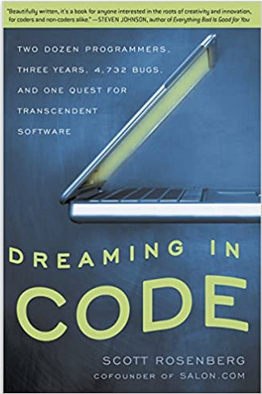 "Beautifully written, it's a book for anyone interested in the roots of creativity and innovation,
for coders and non-coders alike." —STEVEN JOHNSON, author of Everything Bad Is Good for You
TWO DOZEN PROGRAMMERS,
THREE YEARS, 4,732 BUGS,
AND ONE QUEST FOR
TRANSCENDENT
SOFTWARE
DREAMING IN
CODE
SCOTT ROSENBERG
COFOUNDER OF SALON.COM